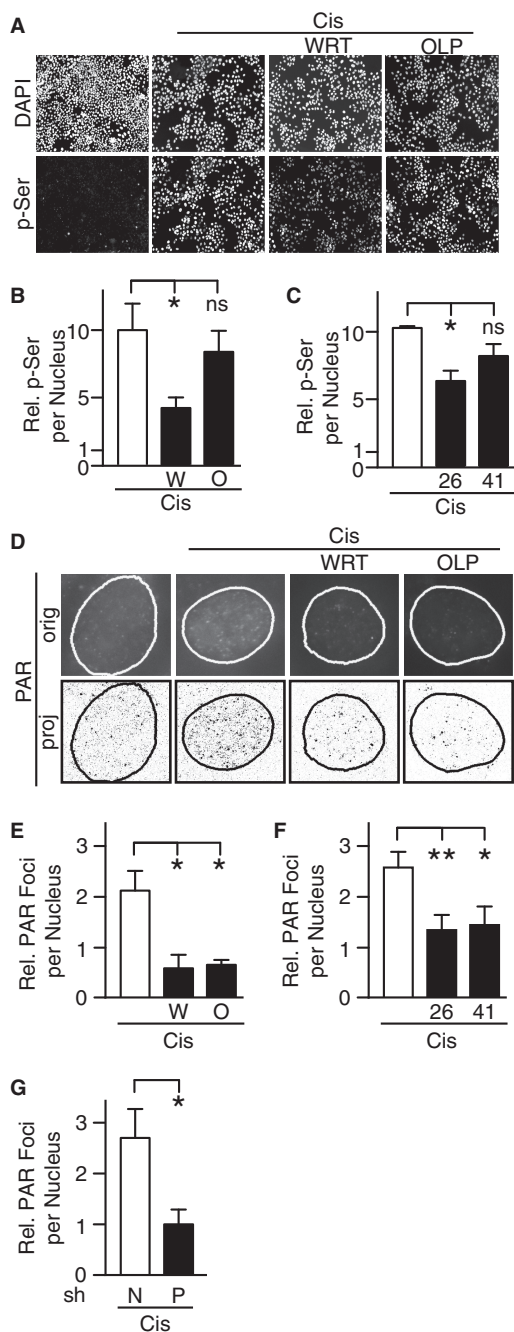 A
Cis
WRT OLP
DAPI
p-Ser
B
Rel. p-Ser
per Nucleus
10
5
1
0
* ns
W O
Cis
C
Rel. p-Ser
per Nucleus
10
5
1
0
* ns
26 41
Cis
D
Cis
WRT OLP
PAR
orig
proj
E
Rel. PAR Foci
per Nucleus
3
2
1
0
* *
W O
Cis
F
Rel. PAR Foci
per Nucleus
3
2
1
0
** *
26 41
Cis
G
Rel. PAR Foci
per Nucleus
3
2
1
0
*
sh N P
Cis